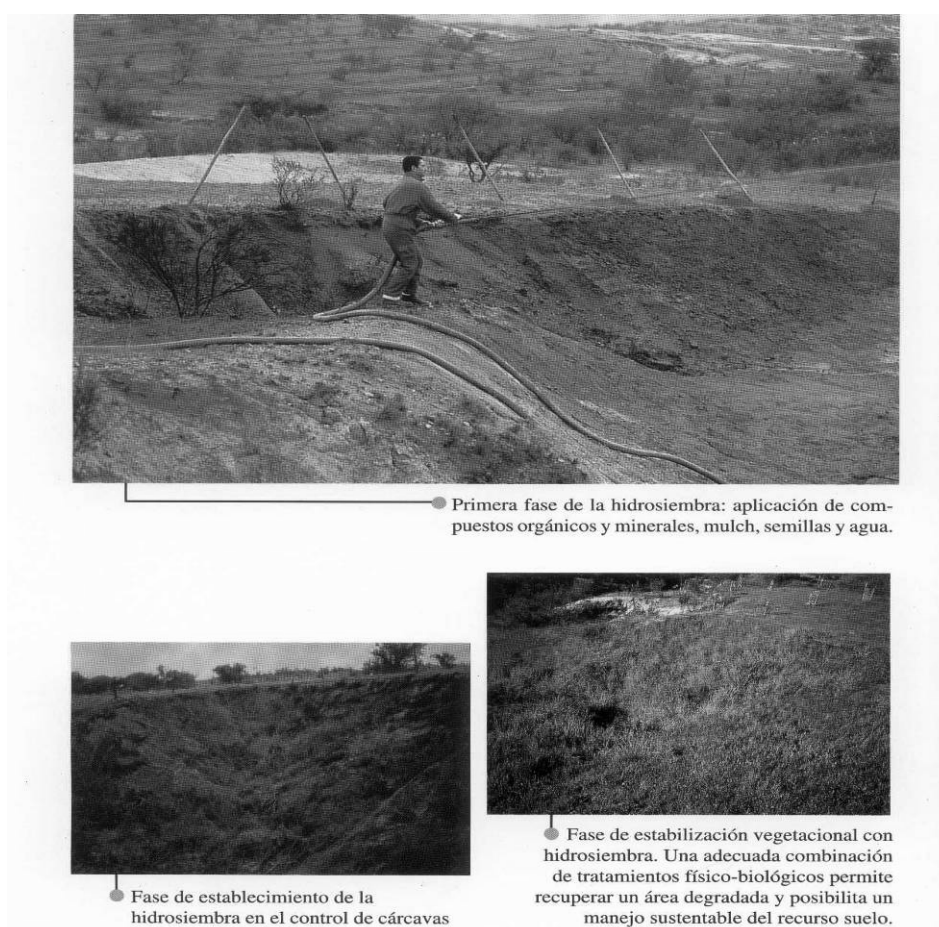 Primera fase de la hidrosiembra: aplicación de com-
puestos orgánicos y minerales, mulch, semillas y agua.
Fase de establecimiento de la
hidrosiembra en el control de cárcavas
Fase de estabilización vegetacional con
hidrosiembra. Una adecuada combinación
de tratamientos físico-biológicos permite
recuperar un área degradada y posibilita un
manejo sustentable del recurso suelo.